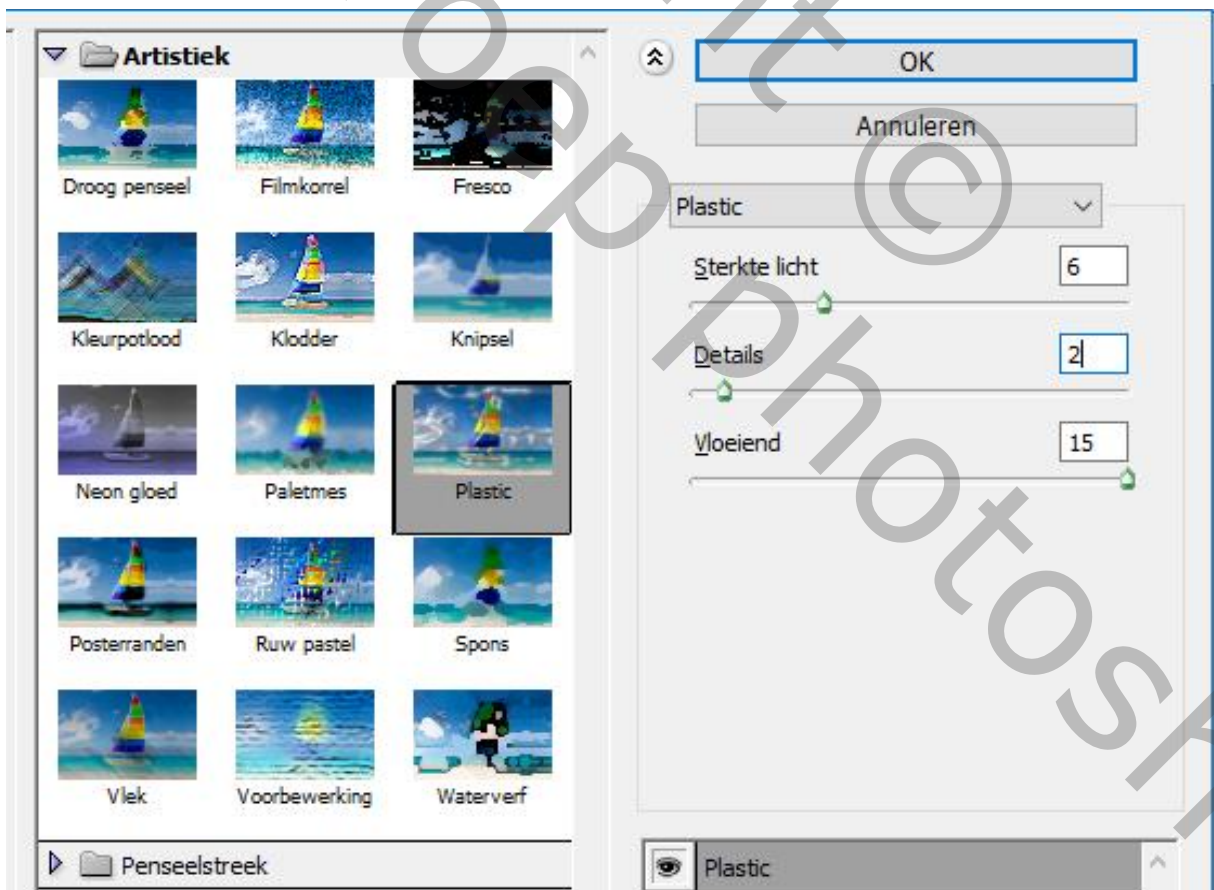 Artistiek
Droog penseel
Filmkorrel
Fresco
Kleurpotlood
Klodder
Knipsel
Neon gloed
Paletmes
Plastic
Posterranden
Ruw pastel
Spons
Vlek
Voorbewerking
Waterverf
Penseelstreek
OK
Annuleren
Plastic
Sterkte licht 6
Details 2
Vloeiend 15
Plastic
©
photosh